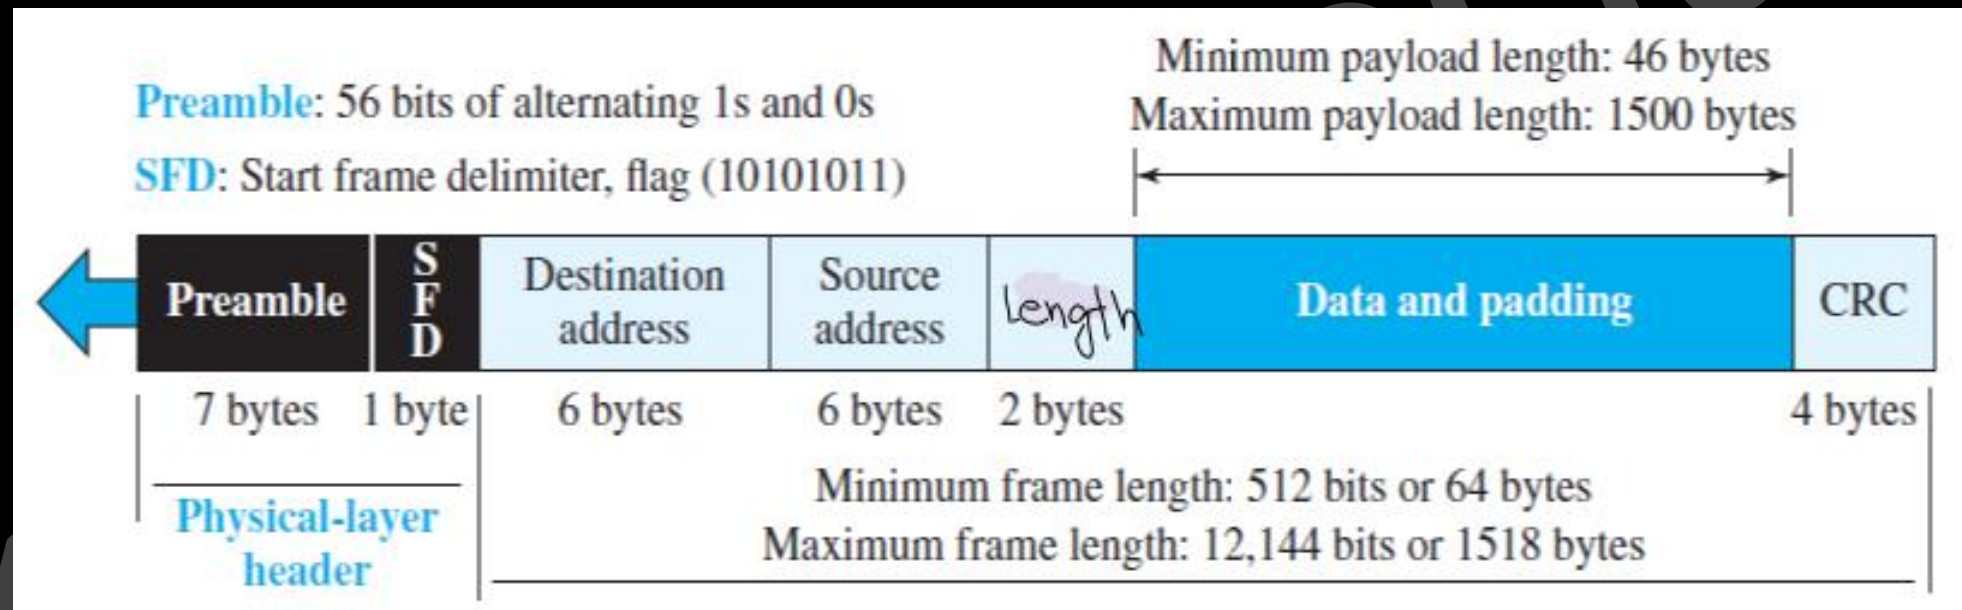 Minimum payload length: 46 bytes
Preamble: 56 bits of alternating 1s and 0s
Maximum payload length: 1500 bytes
SFD: Start frame delimiter, flag (10101011)
Preamble
S
F
D
Destination
address
Source
address
Length
Data and padding
CRC
7 bytes 1 byte 6 bytes 6 bytes 2 bytes 4 bytes
Physical-layer
header
Minimum frame length: 512 bits or 64 bytes
Maximum frame length: 12,144 bits or 1518 bytes